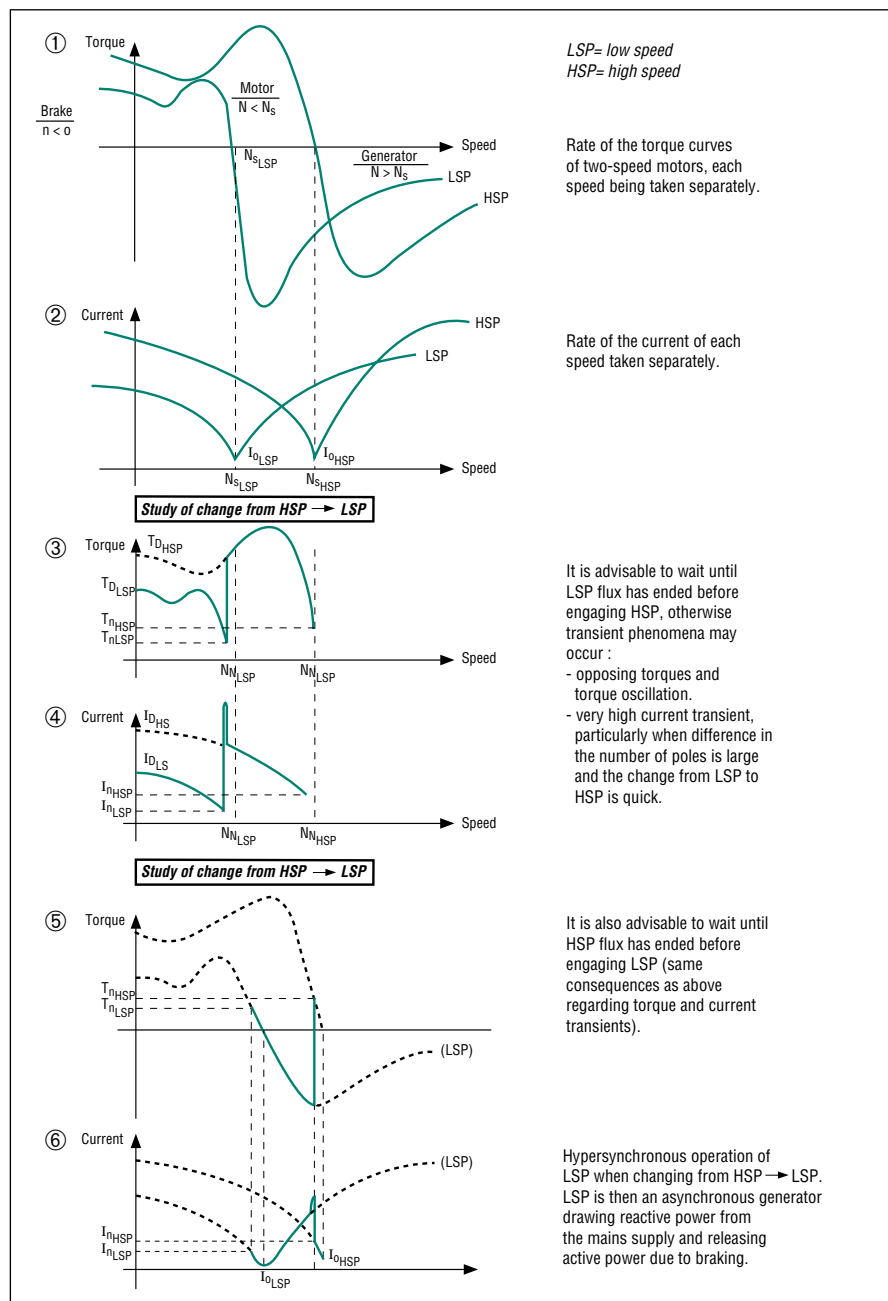 ①
Torque
LSP= low speed
HSP= high speed
Motor
N < Ns
Brake
n < o
Speed
NsLSP
Generator
N > Ns
LSP
HSP
Rate of the torque curves
of two-speed motors, each
speed being taken separately.
②
Current
HSP
LSP
Rate of the current of each
speed taken separately.
IoLSP
IoHSP
Speed
NsLSP
NsHSP
Study of change from HSP → LSP
③
Torque
TDHSP
TDLSP
TnHSP
TnLSP
Speed
NNLSP
NNLSP
It is advisable to wait until
LSP flux has ended before
engaging HSP, otherwise
transient phenomena may
occur :
- opposing torques and
torque oscillation.
- very high current transient,
particularly when difference in
the number of poles is large
and the change from LSP to
HSP is quick.
④
Current
IDHS
IDLS
InHSP
InLSP
Speed
NNLSP
NNHSP
Study of change from HSP → LSP
⑤
Torque
TnHSP
TnLSP
(LSP)
It is also advisable to wait until
HSP flux has ended before
engaging LSP (same
consequences as above
regarding torque and current
transients).
⑥
Current
(LSP)
InHSP
InLSP
IoLSP
IoHSP
Hypersynchronous operation of
LSP when changing from HSP → LSP.
LSP is then an asynchronous generator
drawing reactive power from
the mains supply and releasing
active power due to braking.